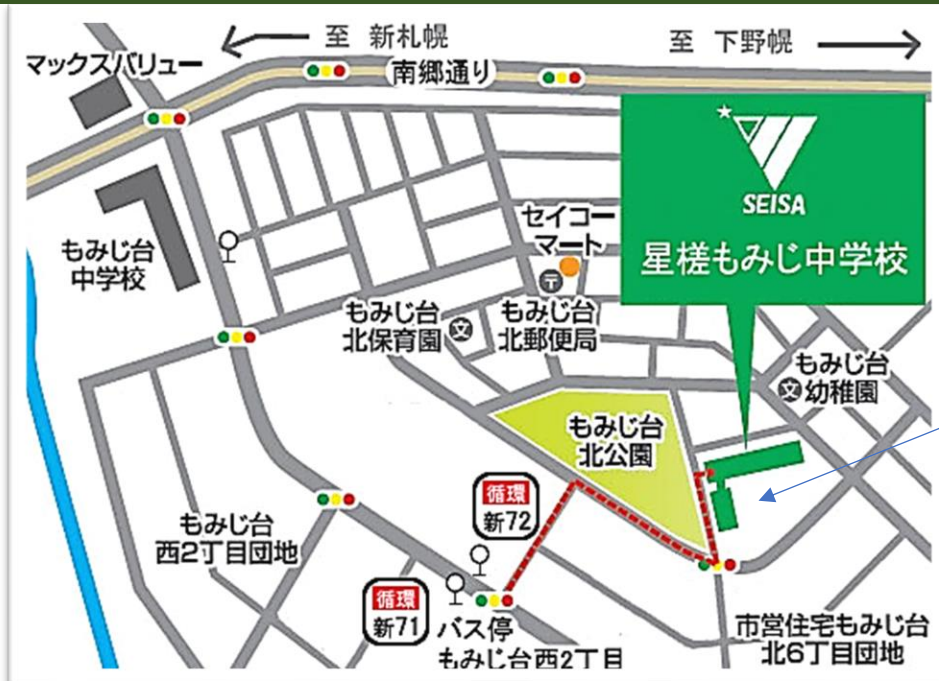 至 新札幌
至 下野幌
マックスバリュー
南郷通り
SEISA
星槎もみじ中学校
もみじ台
中学校
セイコー
マート
〒
もみじ台
北郵便局
もみじ台
北保育園
文
もみじ台
幼稚園
文
もみじ台
北公園
循環
新72
もみじ台
西2丁目団地
循環
新71
バス停
もみじ台西2丁目
市営住宅もみじ台
北6丁目団地